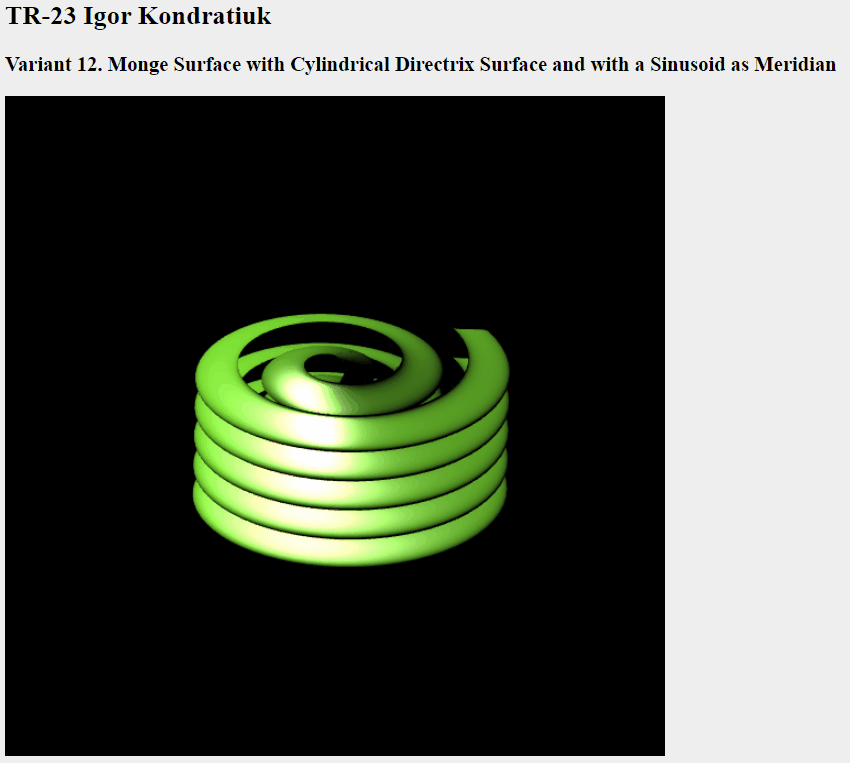 TR-23 Igor Kondratiuk
Variant 12. Monge Surface with Cylindrical Directrix Surface and with a Sinusoid as Meridian